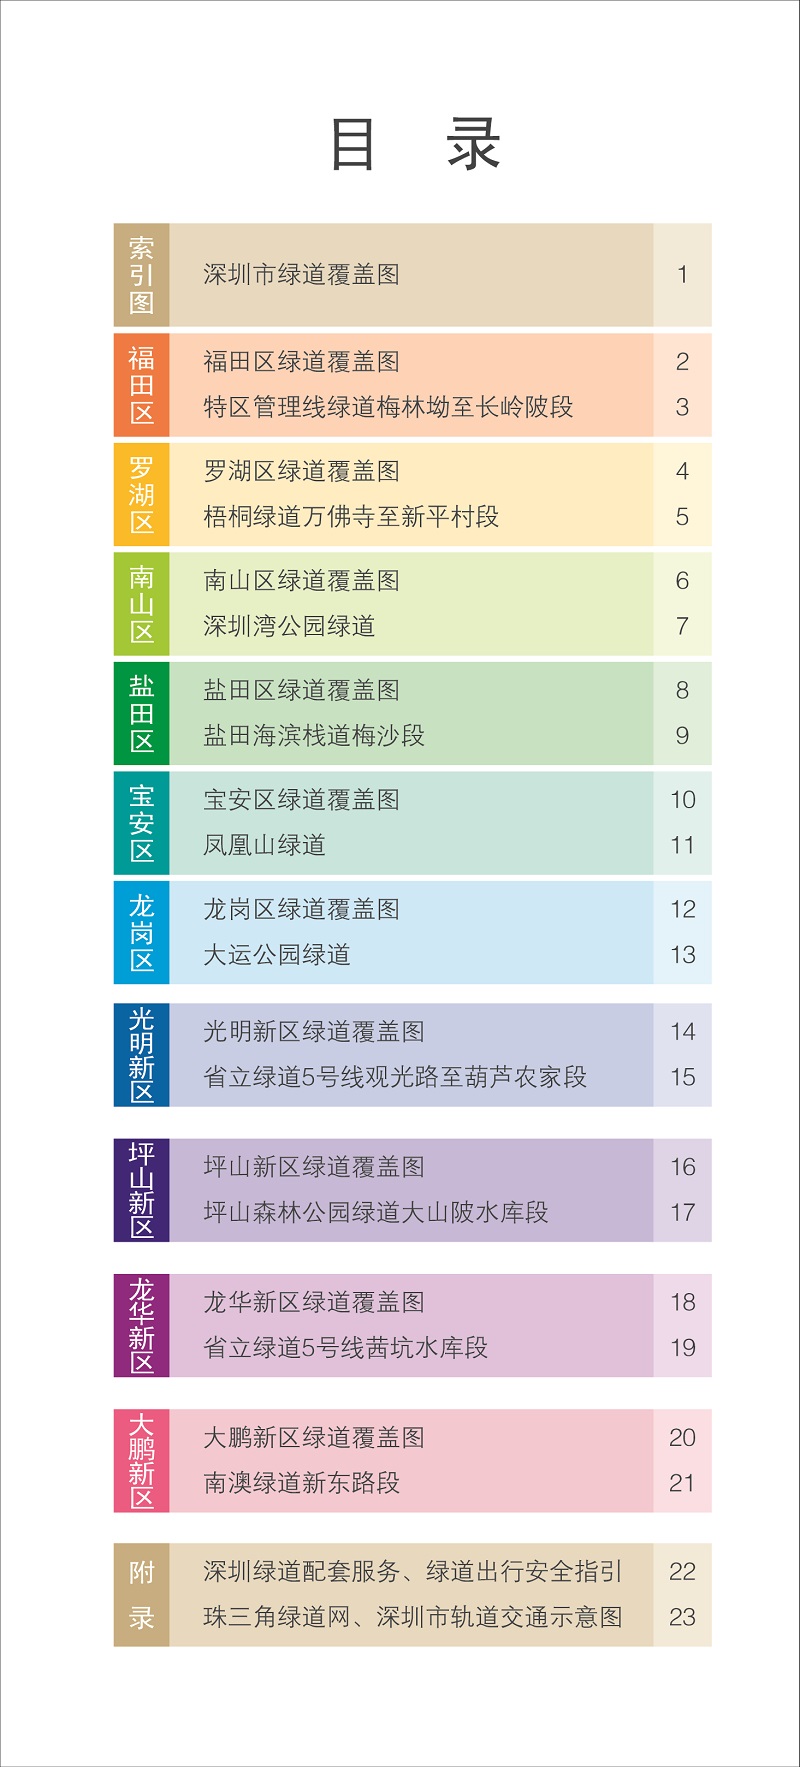 目 录
索引图
深圳市绿道覆盖图 1
福田区
福田区绿道覆盖图 2
特区管理线绿道梅林坳至长岭陂段 3
罗湖区
罗湖区绿道覆盖图 4
梧桐绿道万佛寺至新平村段 5
南山区
南山区绿道覆盖图 6
深圳湾公园绿道 7
盐田区
盐田区绿道覆盖图 8
盐田海滨栈道梅沙段 9
宝安区
宝安区绿道覆盖图 10
凤凰山绿道 11
龙岗区
龙岗区绿道覆盖图 12
大运公园绿道 13
光明新区
光明新区绿道覆盖图 14
省立绿道5号线观光路至葫芦农家段 15
坪山新区
坪山新区绿道覆盖图 16
坪山森林公园绿道大山陂水库段 17
龙华新区
龙华新区绿道覆盖图 18
省立绿道5号线茜坑水库段 19
大鹏新区
大鹏新区绿道覆盖图 20
南澳绿道新东路段 21
附录
深圳绿道配套服务、绿道出行安全指引 22
珠三角绿道网、深圳市轨道交通示意图 23